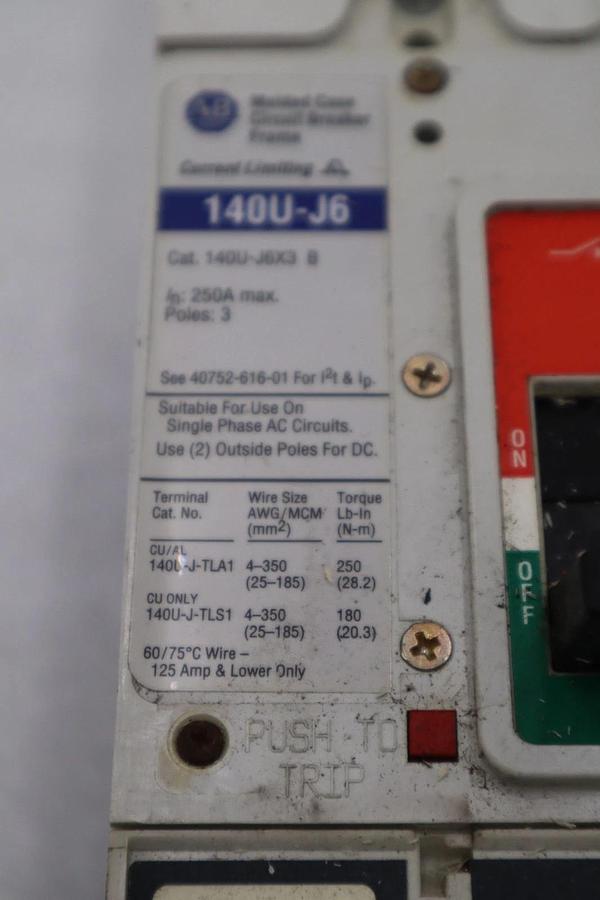 AB
Molded Case
Circuit Breaker
Frame
Current Limiting
140U-J6
Cat. 140U-J6X3 B
In: 250A max.
Poles: 3
See 40752-616-01 For I²t & Ip.
Suitable For Use On
Single Phase AC Circuits.
Use (2) Outside Poles For DC.
Terminal Wire Size Torque
Cat. No. AWG/MCM Lb-In
(mm²) (N-m)
CU/AL
140U-J-TLA1 4–350 250
(25–185) (28.2)
CU ONLY
140U-J-TLS1 4–350 180
(25–185) (20.3)
60/75°C Wire –
125 Amp & Lower Only
PUSH TO
TRIP
ON
OFF